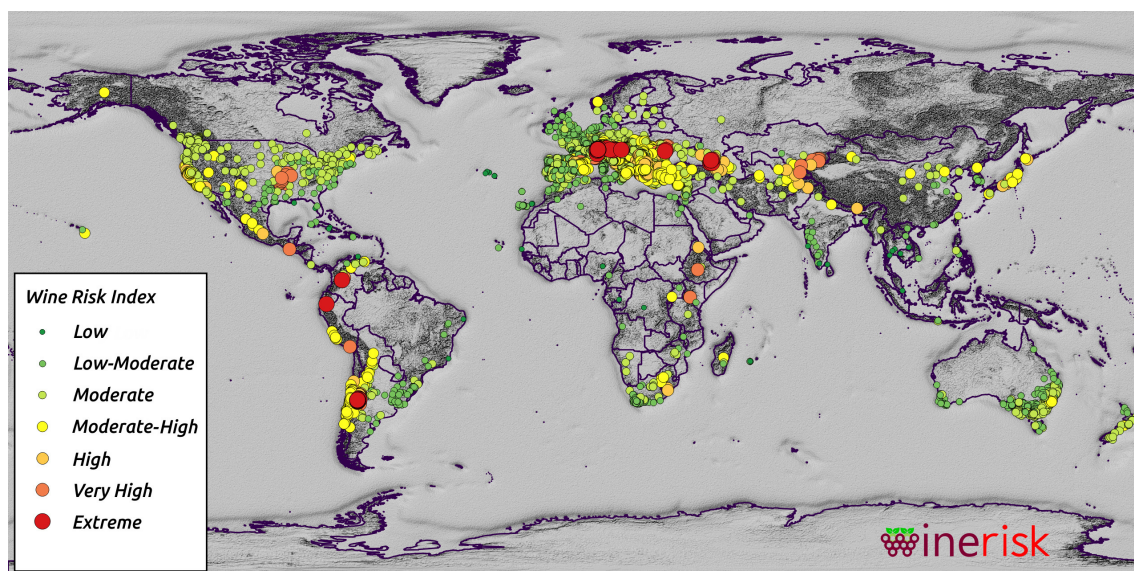 Wine Risk Index
Low
Low-Moderate
Moderate
Moderate-High
High
Very High
Extreme
winerisk